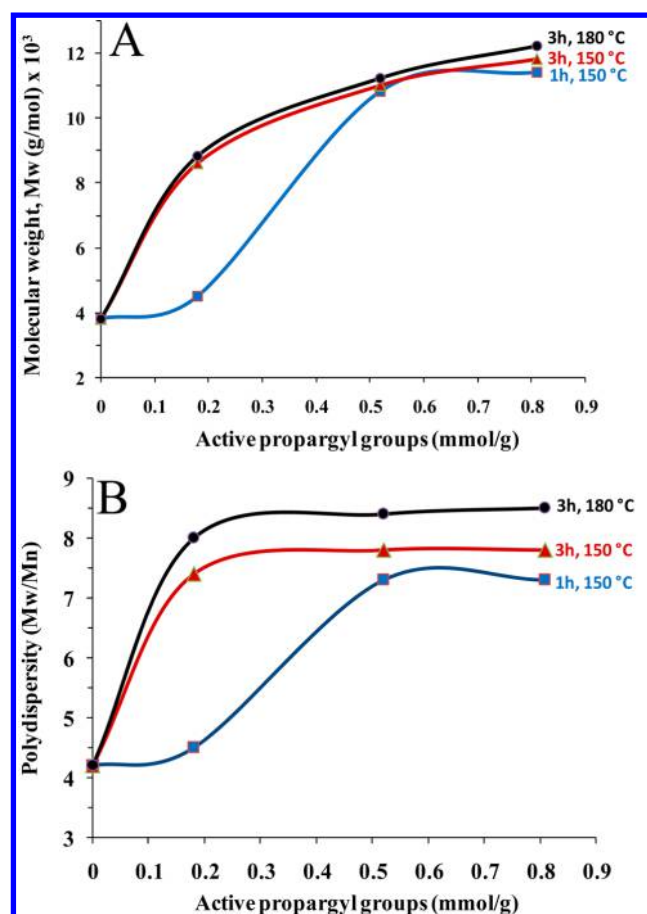 A
3h, 180 °C
3h, 150 °C
1h, 150 °C
12
10
8
6
4
2
Molecular weight, Mw (g/mol) x 10³
0 0.1 0.2 0.3 0.4 0.5 0.6 0.7 0.8 0.9
Active propargyl groups (mmol/g)
B
3h, 180 °C
3h, 150 °C
1h, 150 °C
9
8
7
6
5
4
3
Polydispersity (Mw/Mn)
0 0.1 0.2 0.3 0.4 0.5 0.6 0.7 0.8 0.9
Active propargyl groups (mmol/g)